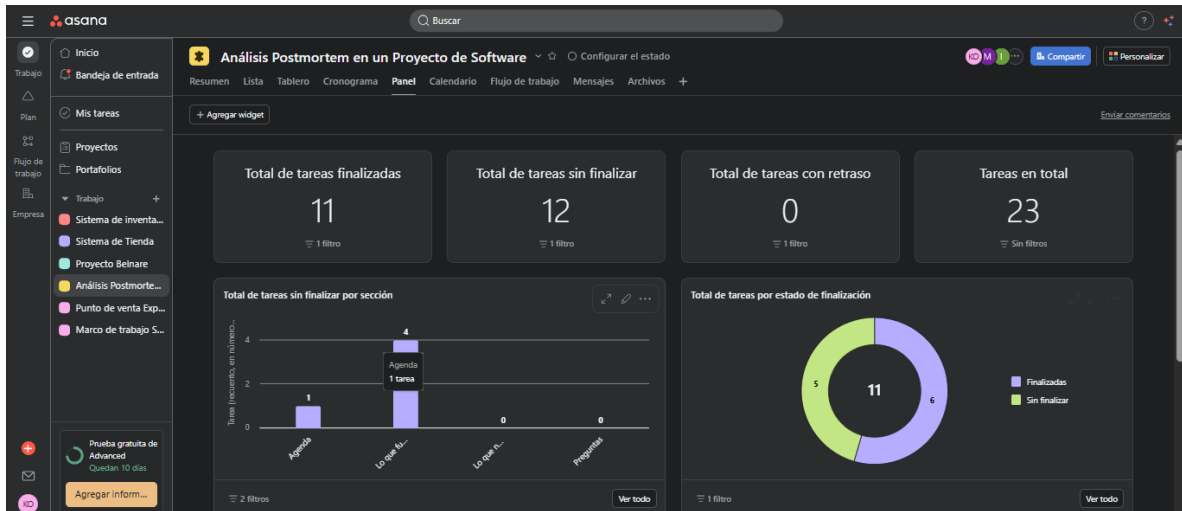 asana
Buscar
?
Trabajo
Plan
Flujo de
trabajo
Empresa
KO
Inicio
Bandeja de entrada
Mis tareas
Proyectos
Portafolios
Trabajo +
Sistema de inventa...
Sistema de Tienda
Proyecto Belnare
Análisis Postmorte...
Punto de venta Exp...
Marco de trabajo S...
Prueba gratuita de
Advanced
Quedan 10 días
Agregar inform...
Análisis Postmortem en un Proyecto de Software
Configurar el estado
KO M I ...
Compartir
Personalizar
Resumen Lista Tablero Cronograma Panel Calendario Flujo de trabajo Mensajes Archivos +
+ Agregar widget
Enviar comentarios
Total de tareas finalizadas
11
1 filtro
Total de tareas sin finalizar
12
1 filtro
Total de tareas con retraso
0
1 filtro
Tareas en total
23
Sin filtros
Total de tareas sin finalizar por sección
Tarea (recuento, en número...
4
2
0
1
4
0
0
Agenda
1 tarea
Agenda
Lo que fu...
Lo que n...
Preguntas
2 filtros
Ver todo
Total de tareas por estado de finalización
5
11
6
Finalizadas
Sin finalizar
1 filtro
Ver todo